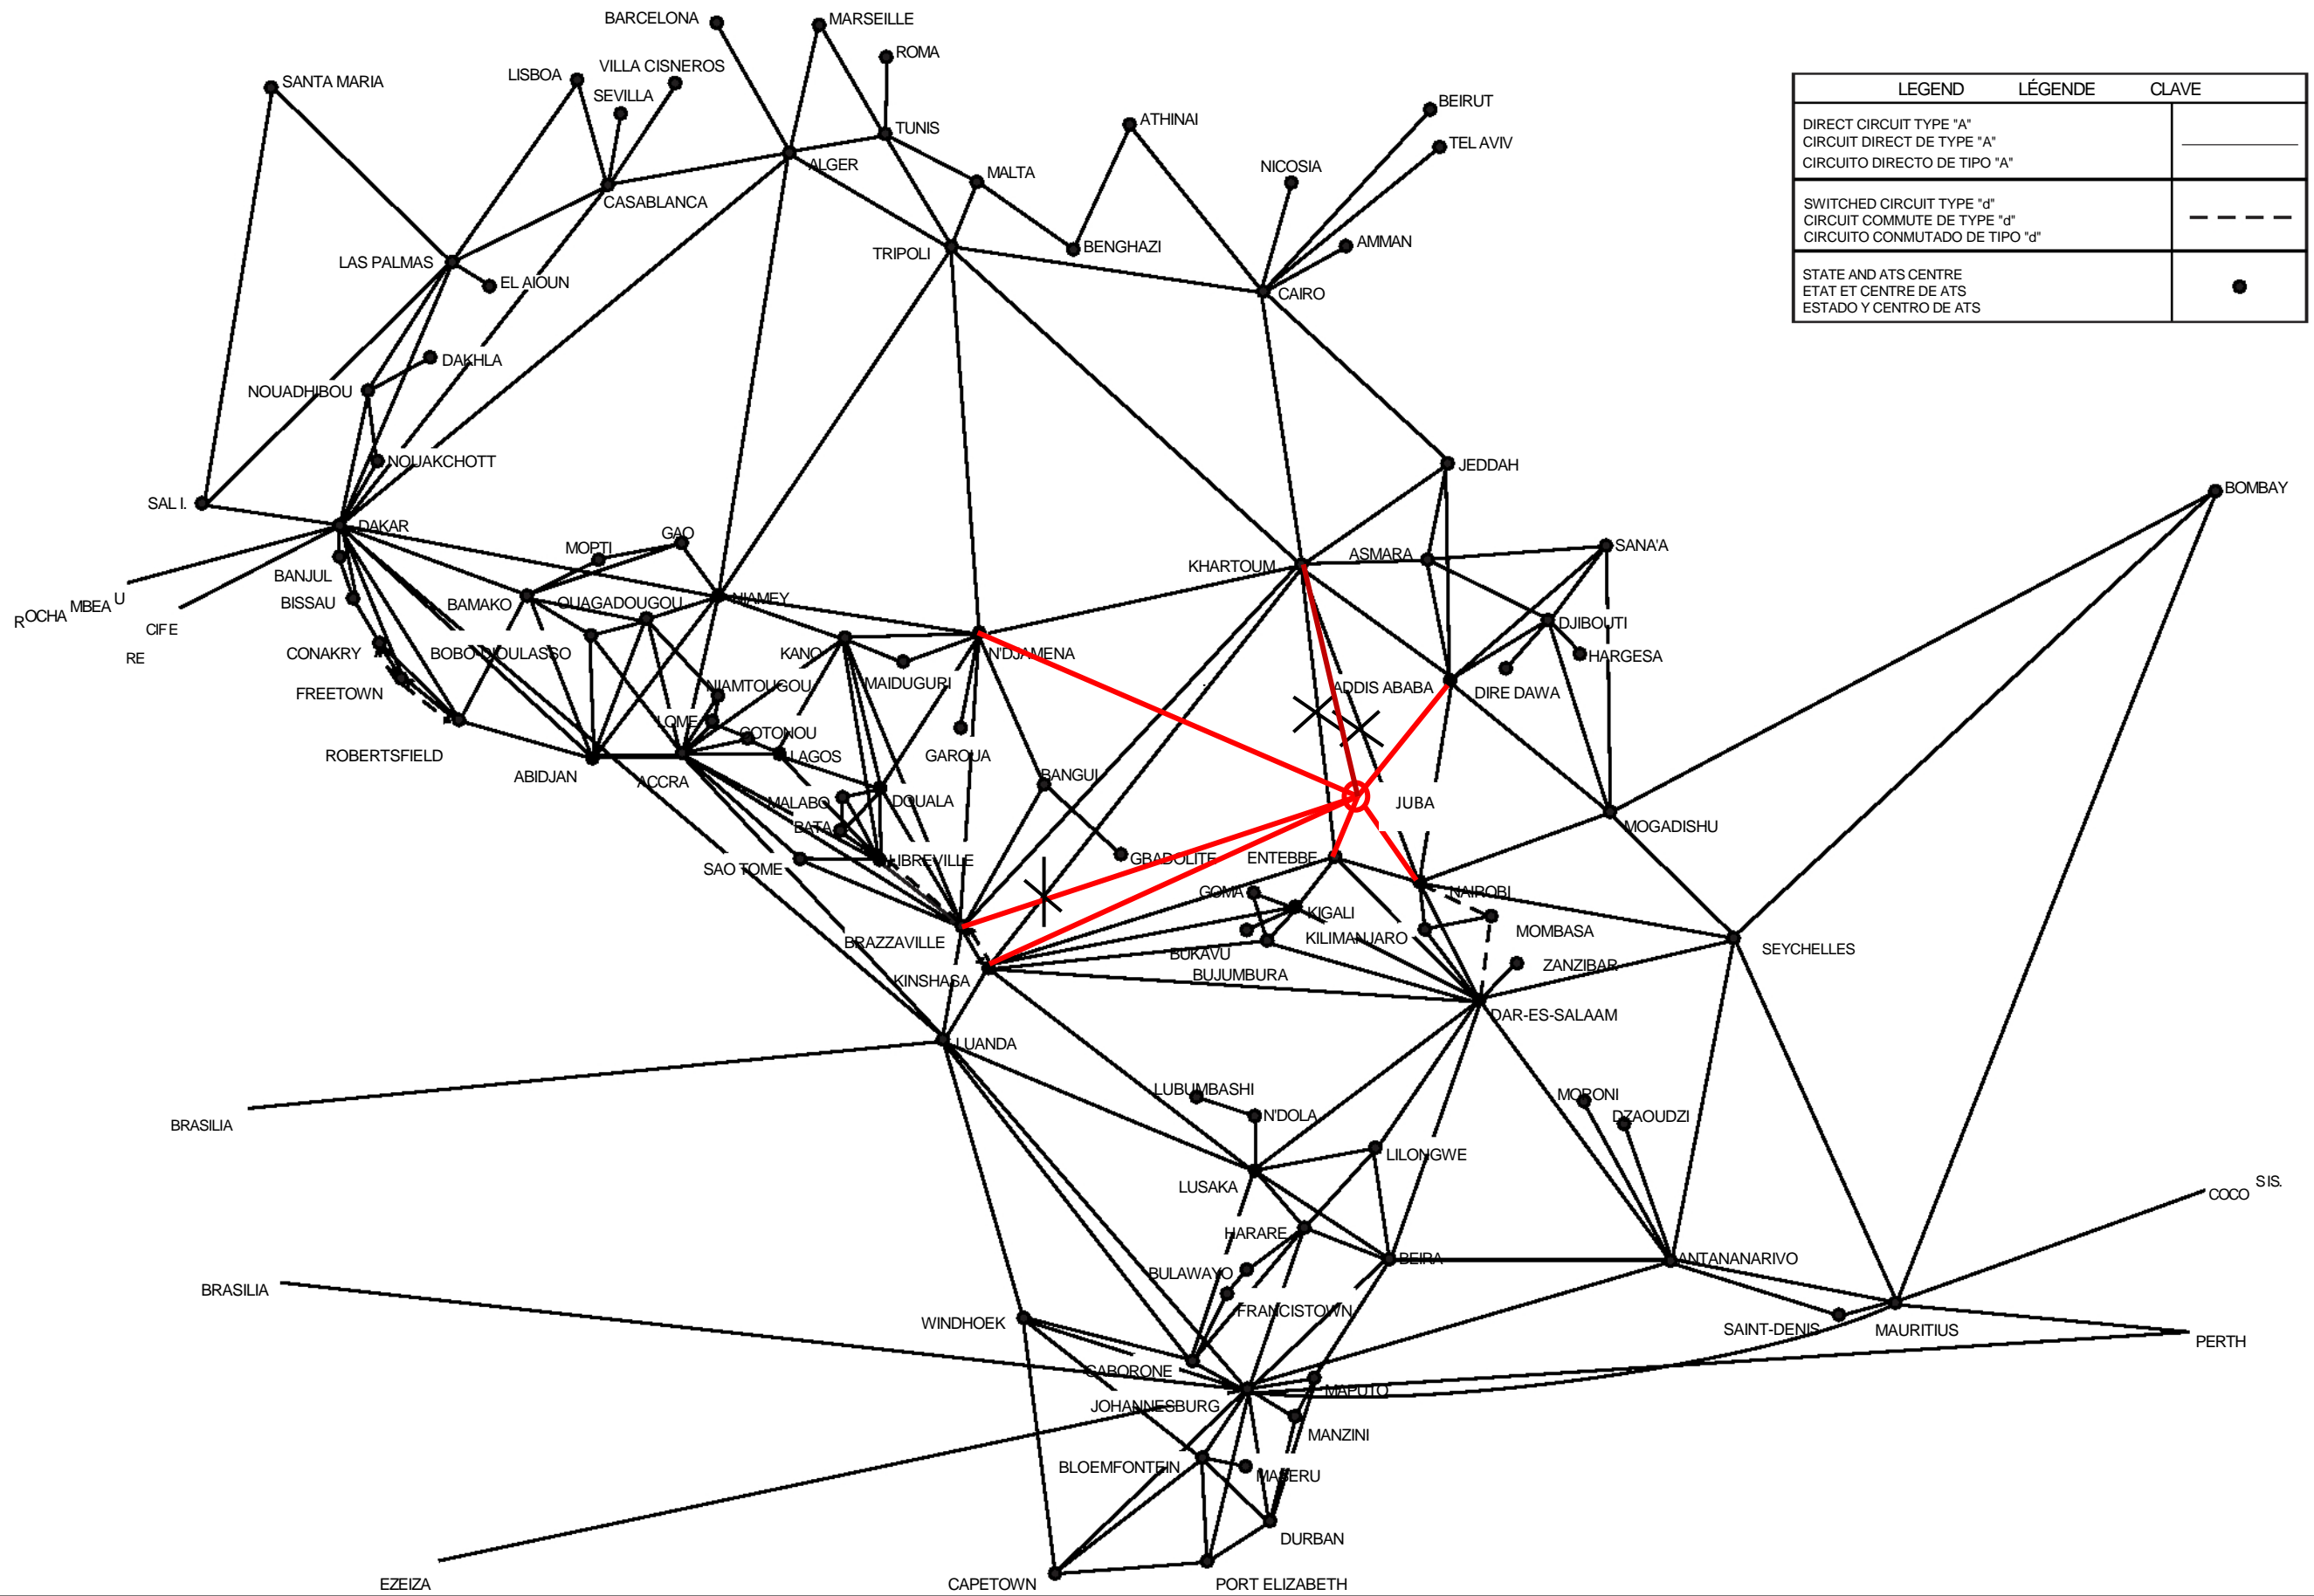 BARCELONA
MARSEILLE
ROMA
VILLA CISNEROS
LISBOA
SEVILLA
SANTA MARIA
LEGEND LÉGENDE CLAVE
DIRECT CIRCUIT TYPE "A"
CIRCUIT DIRECT DE TYPE "A"
CIRCUITO DIRECTO DE TIPO "A"
SWITCHED CIRCUIT TYPE "d"
CIRCUIT COMMUTE DE TYPE "d"
CIRCUITO CONMUTADO DE TIPO "d"
STATE AND ATS CENTRE
ETAT ET CENTRE DE ATS
ESTADO Y CENTRO DE ATS
BEIRUT
ATHINAI
TUNIS
TEL AVIV
ALGER
MALTA
NICOSIA
CASABLANCA
AMMAN
BENGHAZI
TRIPOLI
LAS PALMAS
EL AIOUN
CAIRO
DAKHLA
NOUADHIBOU
NOUAKCHOTT
JEDDAH
BOMBAY
SAL I.
DAKAR
GAO
MOPTI
SANA'A
ASMARA
KHARTOUM
BANJUL
BISSAU
BAMAKO
OUAGADOUGOU
NIAMEY
ROCHA MBEA U
CIFE
RE
DJIBOUTI
CONAKRY
BOBO DIOULASSO
KANO
N'DJAMENA
HARGESA
FREETOWN
NIAMTOUGOU
MAIDUGURI
ADDIS ABABA
DIRE DAWA
LOME
COTONOU
ROBERTSFIELD
LAGOS
GAROUA
ABIDJAN
ACCRA
BANGUI
MALABO
DOUALA
JUBA
BATA
MOGADISHU
SAO TOME
LIBREVILLE
GBADOLITE
ENTEBBE
GOMA
NAIROBI
KIGALI
BRAZZAVILLE
KILIMANJARO
MOMBASA
BUKAVU
SEYCHELLES
KINSHASA
BUJUMBURA
ZANZIBAR
DAR-ES-SALAAM
LUANDA
LUBUMBASHI
MORONI
BRASILIA
N'DOLA
DZAOUDZI
LILONGWE
LUSAKA
COCO S IS.
HARARE
BEIRA
ANTANANARIVO
BULAWAYO
BRASILIA
FRANCISTOWN
WINDHOEK
SAINT-DENIS
MAURITIUS
PERTH
GABORONE
MAPUTO
JOHANNESBURG
MANZINI
BLOEMFONTEIN
MASERU
DURBAN
EZEIZA
CAPETOWN
PORT ELIZABETH